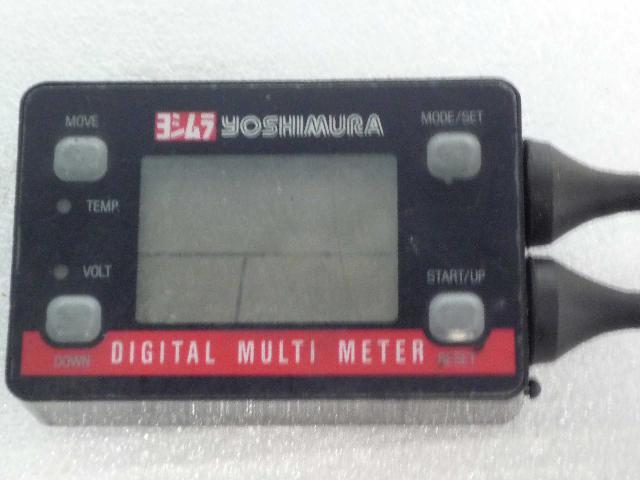 MOVE
ヨシムラ YOSHIMURA
MODE/SET
TEMP.
VOLT
START/UP
DOWN
DIGITAL MULTI METER
RESET